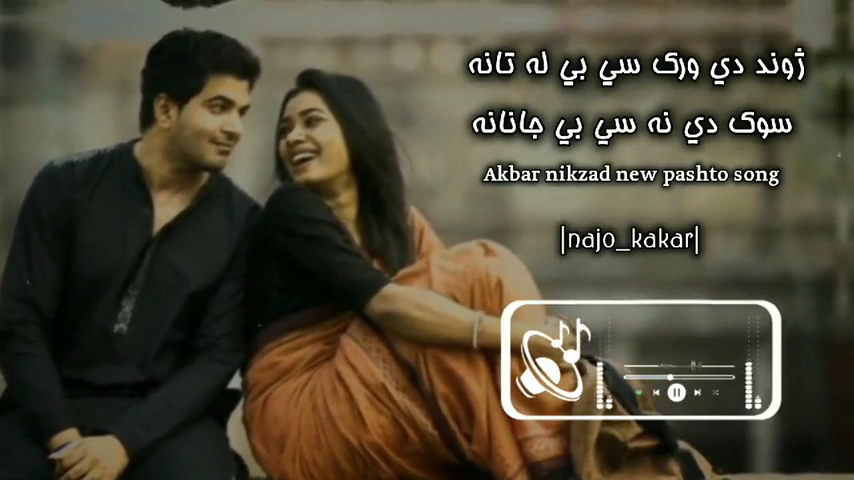 ژوند دي ورک سي بي له تانه
سوک دي نه سي بي جانانه
Akbar nikzad new pashto song
|najo_kakar|